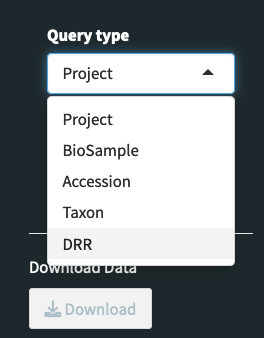 Query type
Project
Project
BioSample
Accession
Taxon
DRR
Download Data
Download